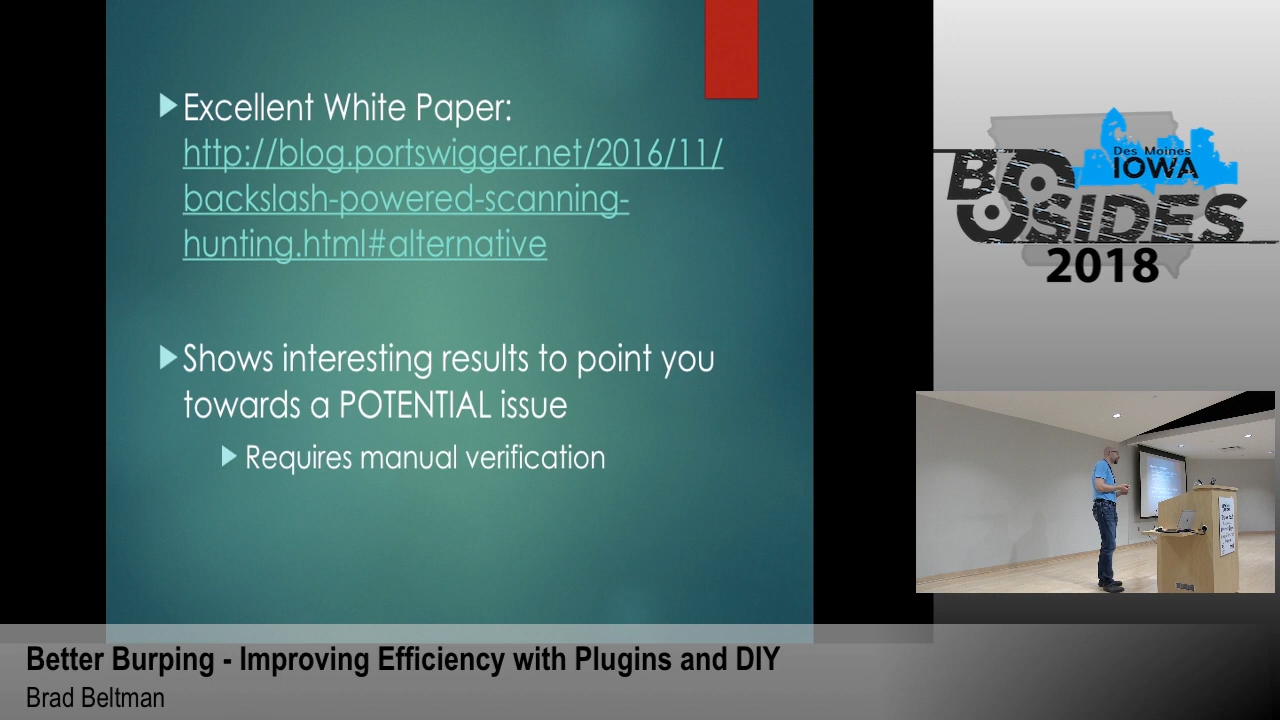 Excellent White Paper:
http://blog.portswigger.net/2016/11/
backslash-powered-scanning-
hunting.html#alternative
Shows interesting results to point you
towards a POTENTIAL issue
Requires manual verification
Des Moines
IOWA
BSIDES
2018
Better Burping - Improving Efficiency with Plugins and DIY
Brad Beltman